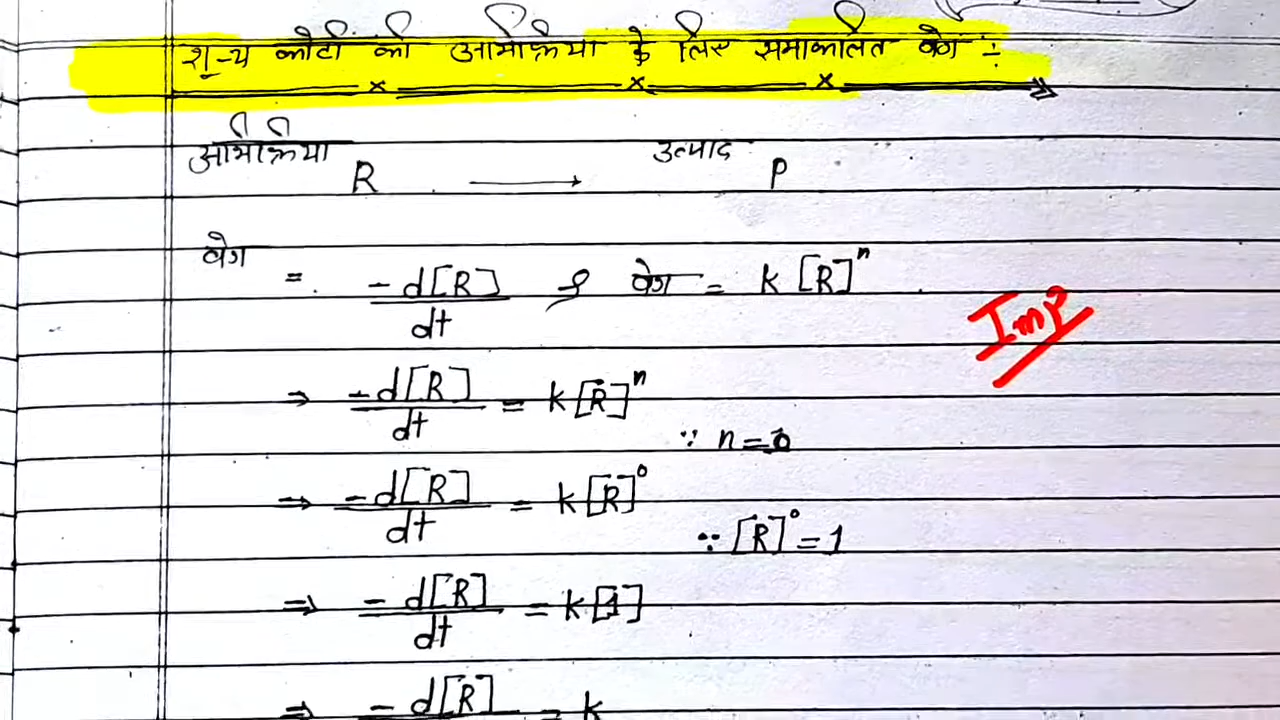 शून्य कोटी की अभिक्रिया के लिए समाकलित वेग :-
अभिक्रिया उत्पाद
R → P
वेग = -d[R]/dt , वेग = k [R]ⁿ
Imp
⇒ -d[R]/dt = k[R]ⁿ
∵ n=0
⇒ -d[R]/dt = k[R]⁰
∵ [R]⁰ = 1
⇒ -d[R]/dt = k[1]
⇒ -d[R] = k